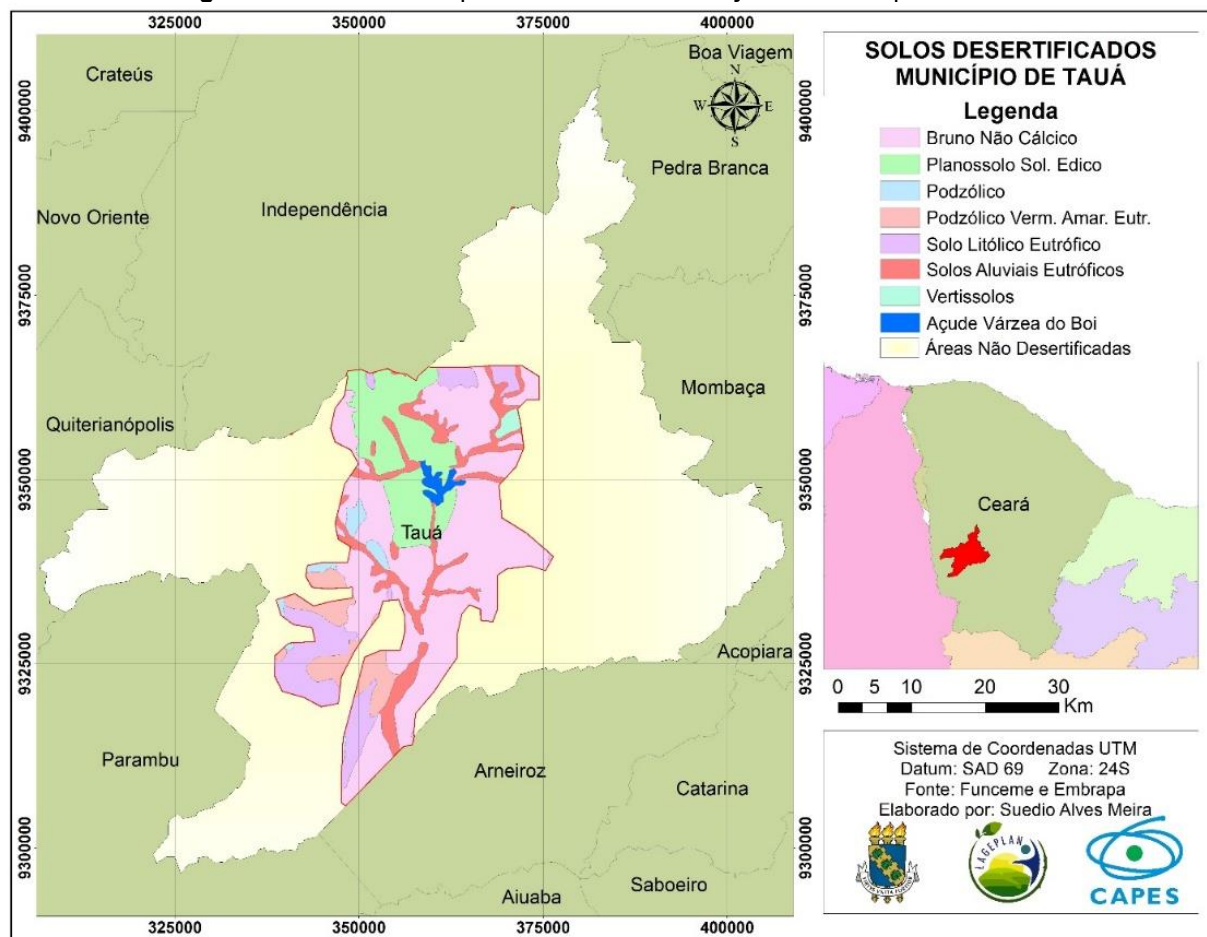 325000 350000 375000 400000
Boa Viagem
Crateús
N
W E
S
9400000 9400000
Pedra Branca
Independência
Novo Oriente
9375000 9375000
Mombaça
Quiterianópolis
9350000 9350000
Tauá
9325000 9325000
Acopiara
Parambu
Arneiroz
Catarina
9300000 9300000
Saboeiro
Aiuaba
325000 350000 375000 400000
SOLOS DESERTIFICADOS
MUNICÍPIO DE TAUÁ
Legenda
Bruno Não Cálcico
Planossolo Sol. Edico
Podzólico
Podzólico Verm. Amar. Eutr.
Solo Litólico Eutrófico
Solos Aluviais Eutróficos
Vertissolos
Açude Várzea do Boi
Áreas Não Desertificadas
Ceará
0 5 10 20 30
Km
Sistema de Coordenadas UTM
Datum: SAD 69 Zona: 24S
Fonte: Funceme e Embrapa
Elaborado por: Suedio Alves Meira
LAGEPLAN
CAPES